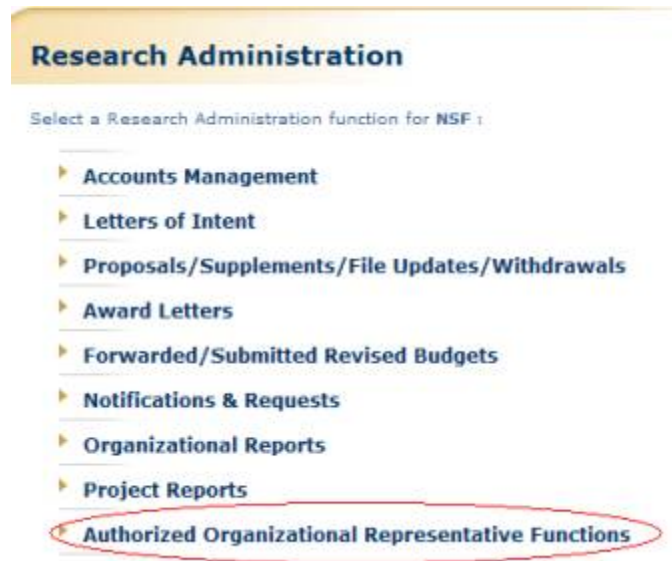 Research Administration
Select a Research Administration function for NSF :
Accounts Management
Letters of Intent
Proposals/Supplements/File Updates/Withdrawals
Award Letters
Forwarded/Submitted Revised Budgets
Notifications & Requests
Organizational Reports
Project Reports
Authorized Organizational Representative Functions